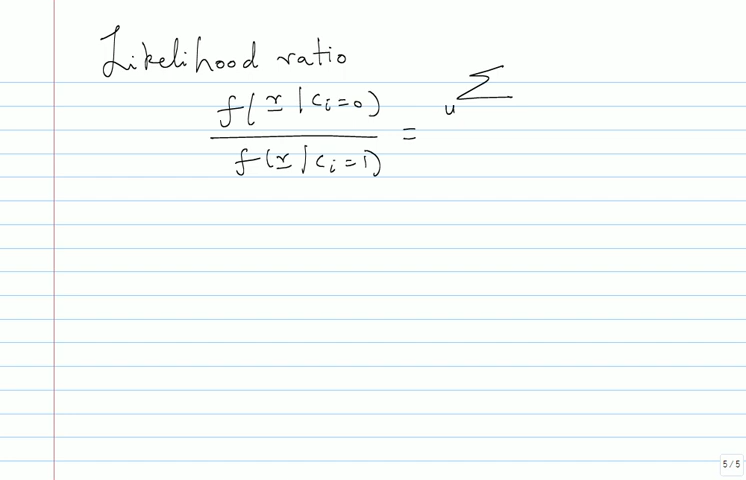 Likelihood ratio
f(r | ci=0) / f(r | ci=1) = Σ u
5 / 5